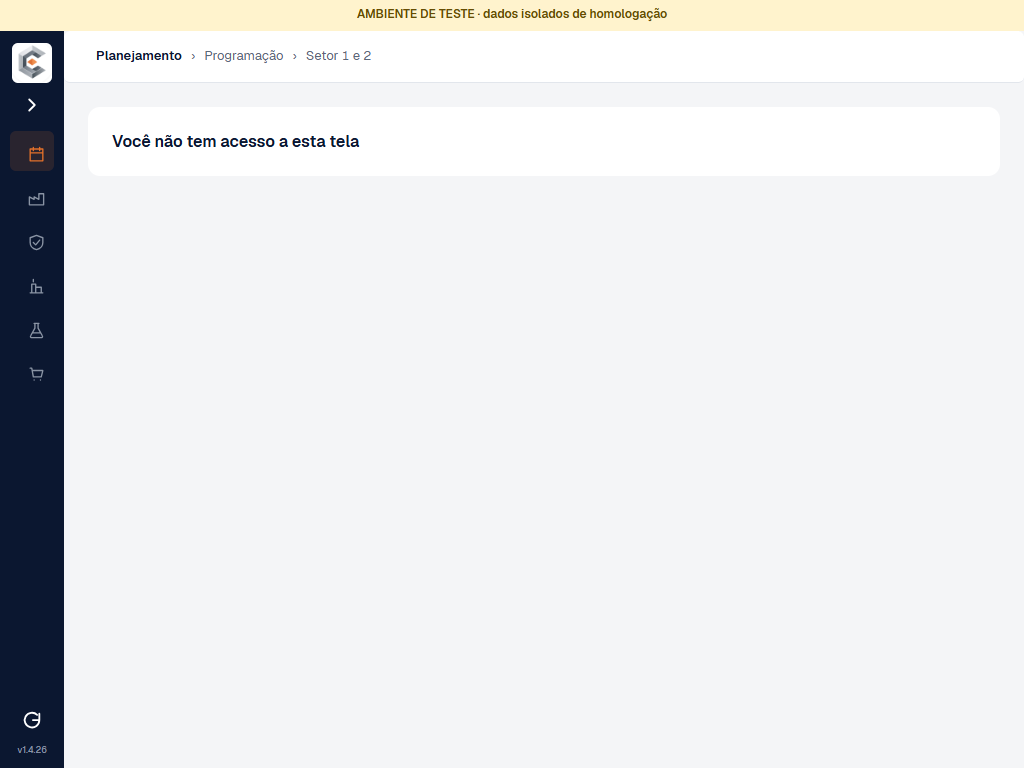 AMBIENTE DE TESTE · dados isolados de homologação
Planejamento › Programação › Setor 1 e 2
Você não tem acesso a esta tela
v1.4.26